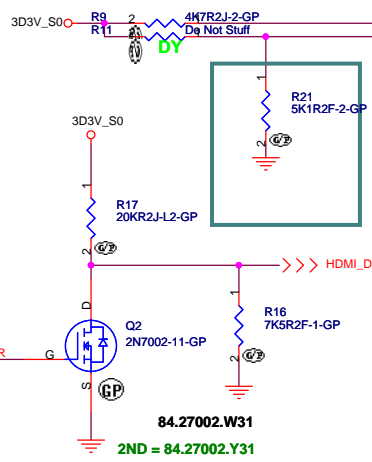 R9 2 4K7R2J-2-GP
3D3V_S0
R11 Do Not Stuff
DY
1
R21
5K1R2F-2-GP
2 G/P
3D3V_S0
1
R17
20KR2J-L2-GP
2 G/P
HDMI_D
1
D
R16
7K5R2F-1-GP
Q2
2N7002-11-GP
R
G
2 G/P
S
GP
84.27002.W31
2ND = 84.27002.Y31